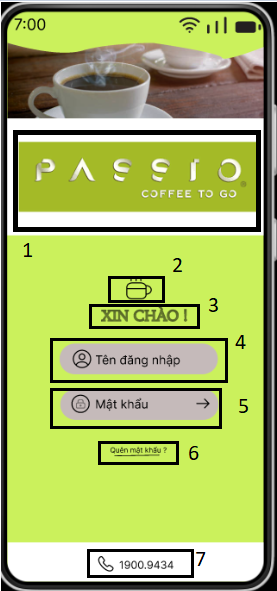 7:00
PASSIO
COFFEE TO GO
1
2
3
XIN CHÀO !
4
Tên đăng nhập
Mật khẩu
5
Quên mật khẩu ?
6
7
1900.9434